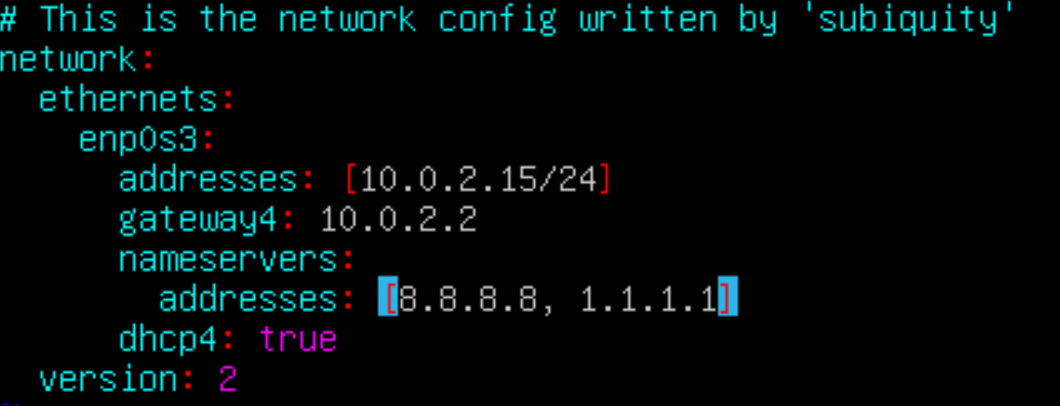 # This is the network config written by 'subiquity'
network:
  ethernets:
    enp0s3:
      addresses: [10.0.2.15/24]
      gateway4: 10.0.2.2
      nameservers:
        addresses: [8.8.8.8, 1.1.1.1]
      dhcp4: true
  version: 2